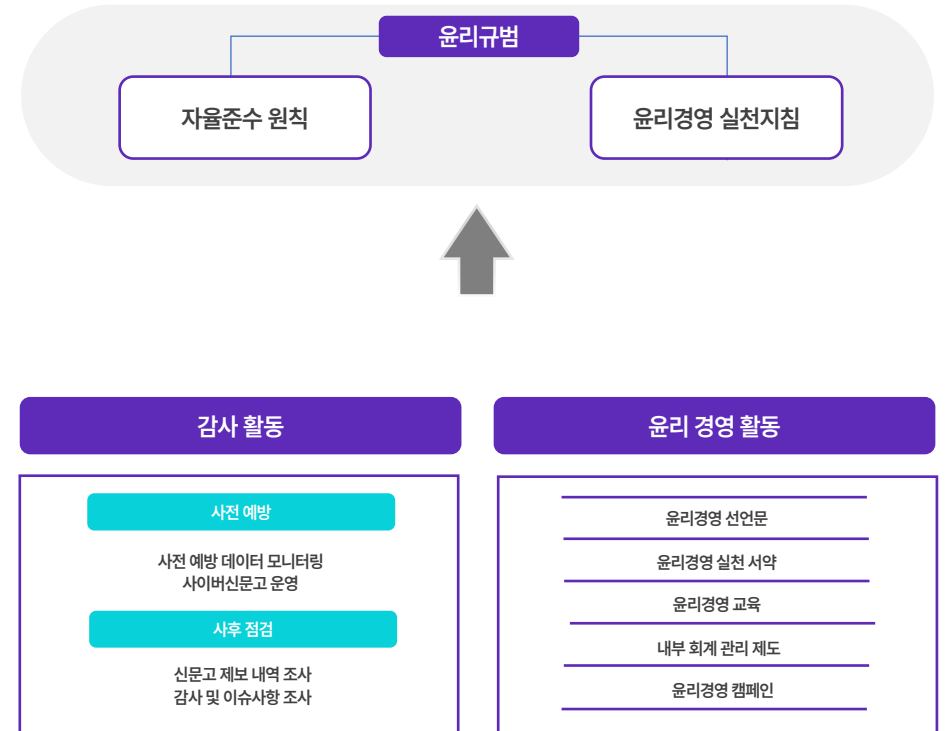 윤리규범
자율준수 원칙
윤리경영 실천지침
감사 활동
사전 예방
사전 예방 데이터 모니터링
사이버신문고 운영
사후 점검
신문고 제보 내역 조사
감사 및 이슈사항 조사
윤리 경영 활동
윤리경영 선언문
윤리경영 실천 서약
윤리경영 교육
내부 회계 관리 제도
윤리경영 캠페인